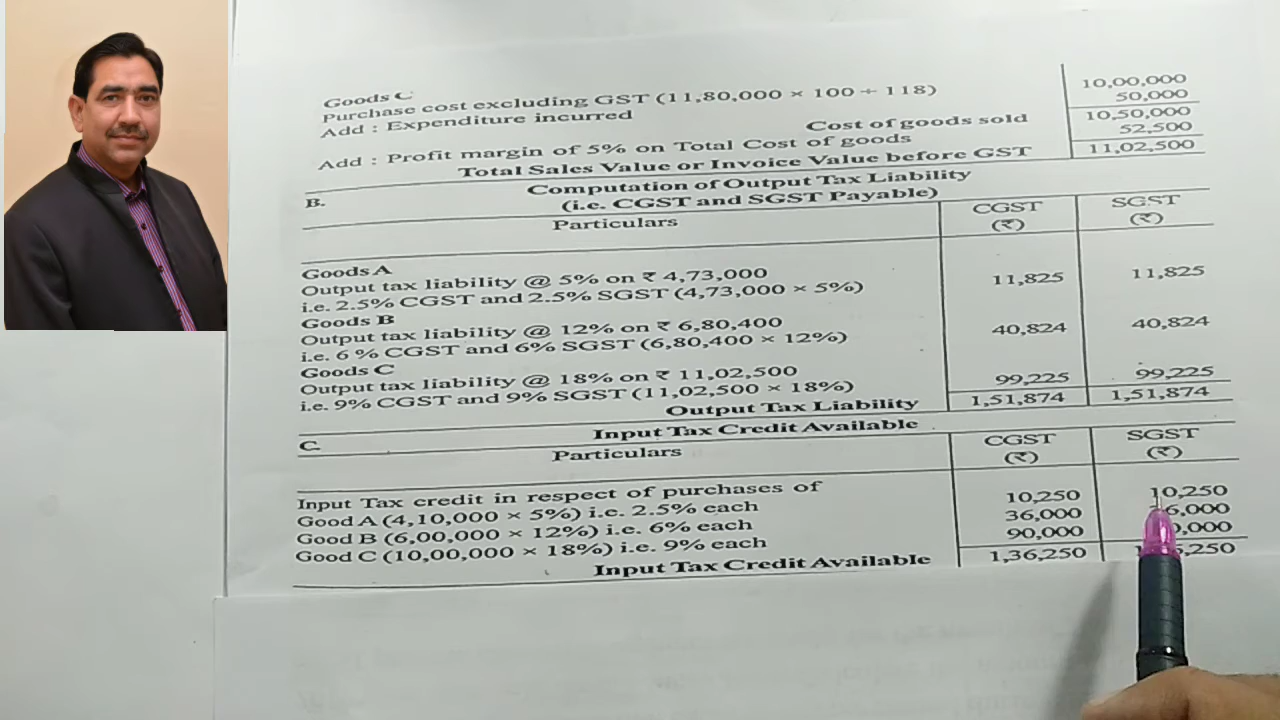 Goods C
Purchase cost excluding GST (11,80,000 × 100 ÷ 118) 10,00,000
Add : Expenditure incurred 50,000
Cost of goods sold 10,50,000
Add : Profit margin of 5% on Total Cost of goods 52,500
Total Sales Value or Invoice Value before GST 11,02,500
B. Computation of Output Tax Liability
(i.e. CGST and SGST Payable)
Particulars CGST (₹) SGST (₹)
Goods A
Output tax liability @ 5% on ₹ 4,73,000
i.e. 2.5% CGST and 2.5% SGST (4,73,000 × 5%) 11,825 11,825
Goods B
Output tax liability @ 12% on ₹ 6,80,400
i.e. 6 % CGST and 6% SGST (6,80,400 × 12%) 40,824 40,824
Goods C
Output tax liability @ 18% on ₹ 11,02,500
i.e. 9% CGST and 9% SGST (11,02,500 × 18%) 99,225 99,225
Output Tax Liability 1,51,874 1,51,874
C. Input Tax Credit Available
Particulars CGST (₹) SGST (₹)
Input Tax credit in respect of purchases of
Good A (4,10,000 × 5%) i.e. 2.5% each 10,250 10,250
Good B (6,00,000 × 12%) i.e. 6% each 36,000
Good C (10,00,000 × 18%) i.e. 9% each 90,000
Input Tax Credit Available 1,36,250